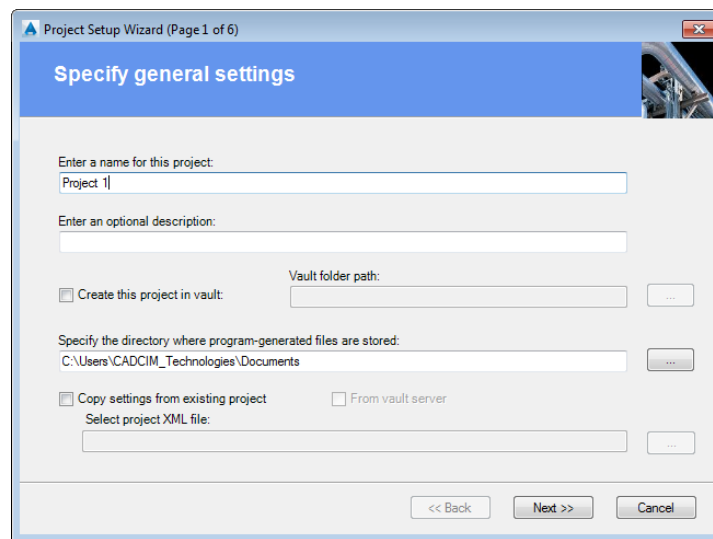 Project Setup Wizard (Page 1 of 6)
Specify general settings
Enter a name for this project:
Project 1
Enter an optional description:
Vault folder path:
Create this project in vault:
...
Specify the directory where program-generated files are stored:
C:\Users\CADCIM_Technologies\Documents
...
Copy settings from existing project From vault server
Select project XML file:
...
<< Back Next >> Cancel